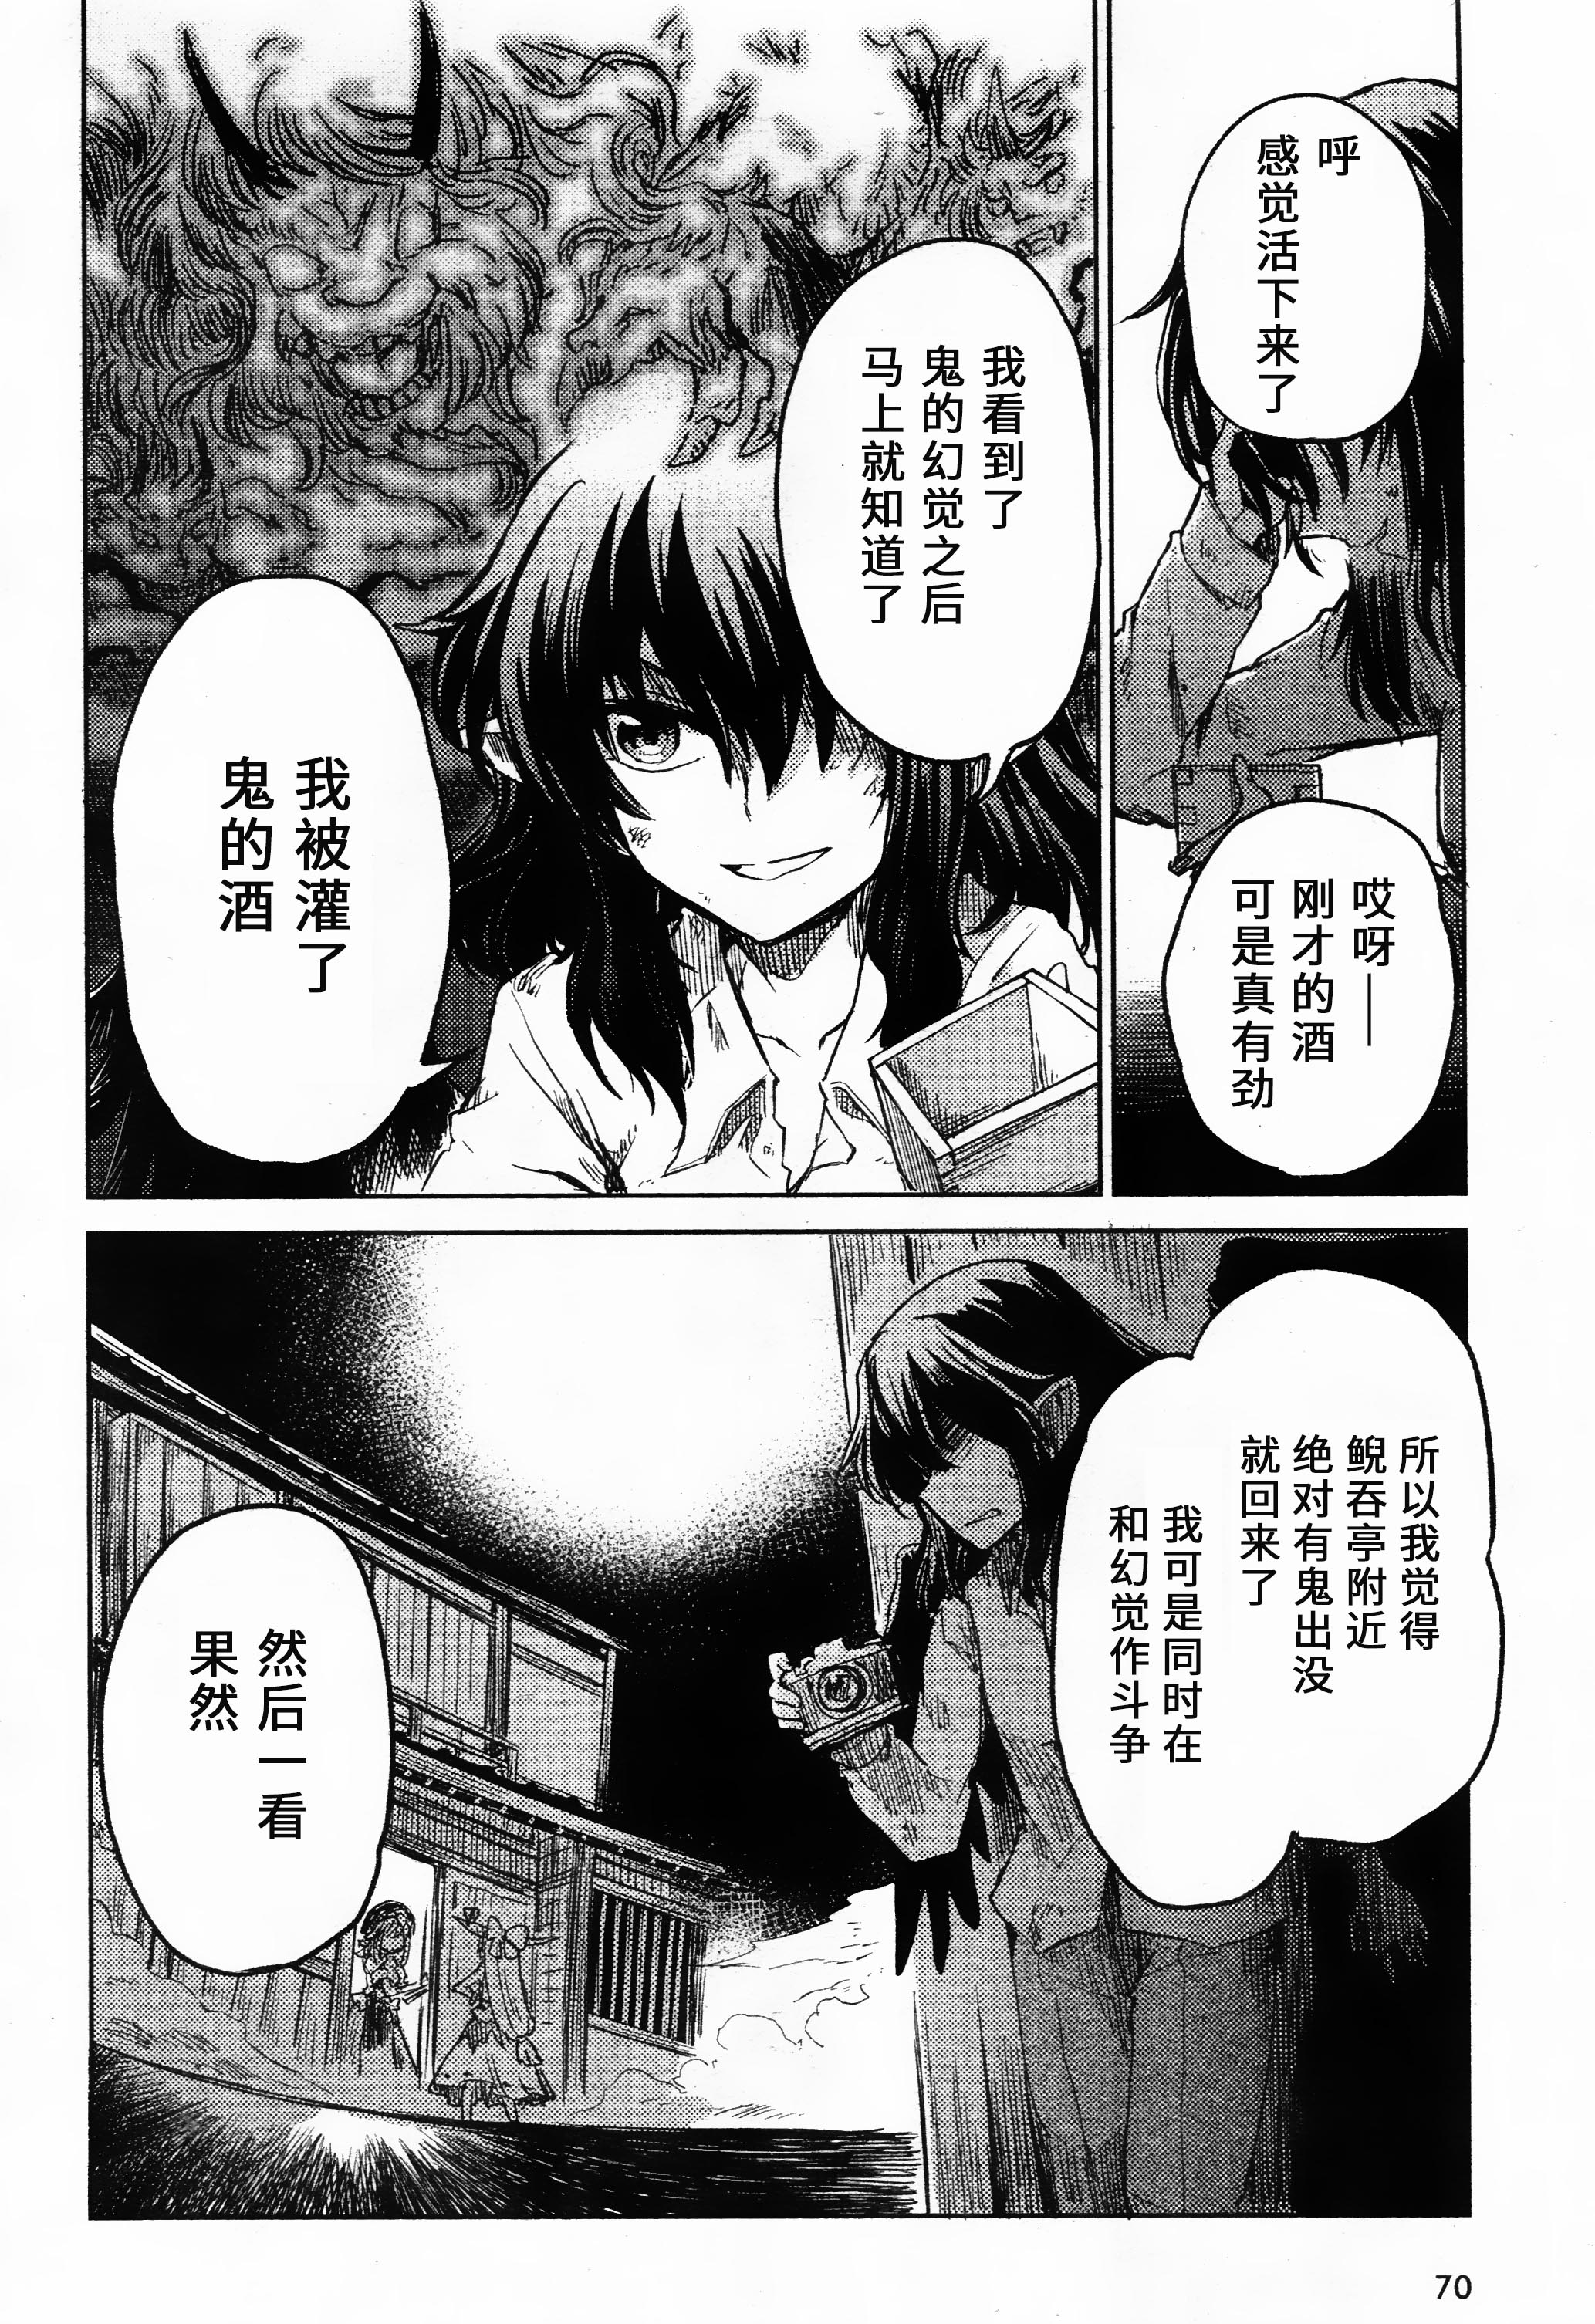 呼
感觉活下来了
哎呀——
刚才的酒
可是真有劲
我看到了
鬼的幻觉之后
马上就知道了
我被灌了
鬼的酒
所以我觉得
鲵吞亭附近
绝对有鬼出没
就回来了
我可是同时在
和幻觉作斗争
然后一看
果然
70